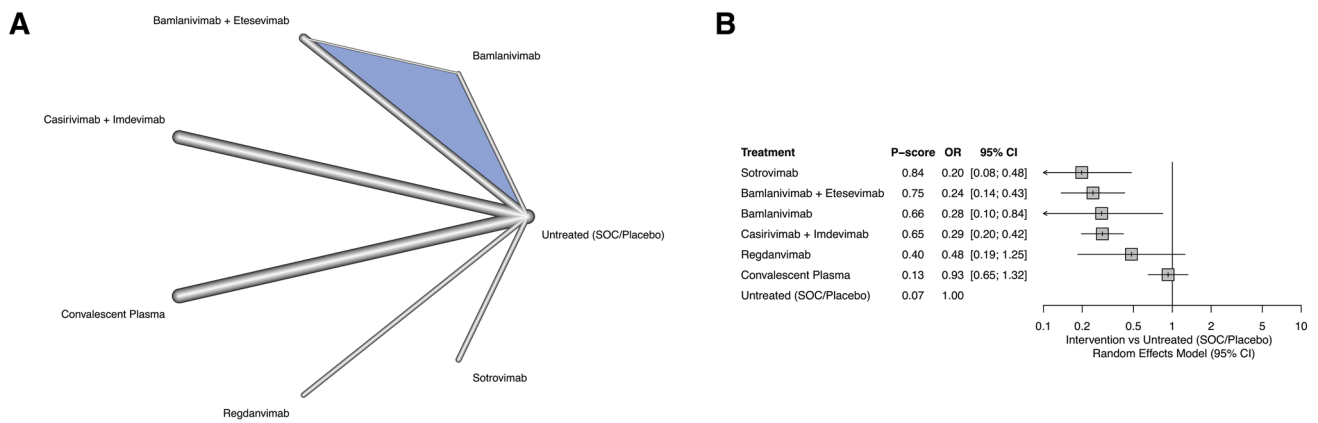 A
Bamlanivimab + Etesevimab
Bamlanivimab
Casirivimab + Imdevimab
Untreated (SOC/Placebo)
Convalescent Plasma
Sotrovimab
Regdanvimab
B
Treatment P−score OR 95% CI
Sotrovimab 0.84 0.20 [0.08; 0.48]
Bamlanivimab + Etesevimab 0.75 0.24 [0.14; 0.43]
Bamlanivimab 0.66 0.28 [0.10; 0.84]
Casirivimab + Imdevimab 0.65 0.29 [0.20; 0.42]
Regdanvimab 0.40 0.48 [0.19; 1.25]
Convalescent Plasma 0.13 0.93 [0.65; 1.32]
Untreated (SOC/Placebo) 0.07 1.00
0.1 0.2 0.5 1 2 5 10
Intervention vs Untreated (SOC/Placebo)
Random Effects Model (95% CI)